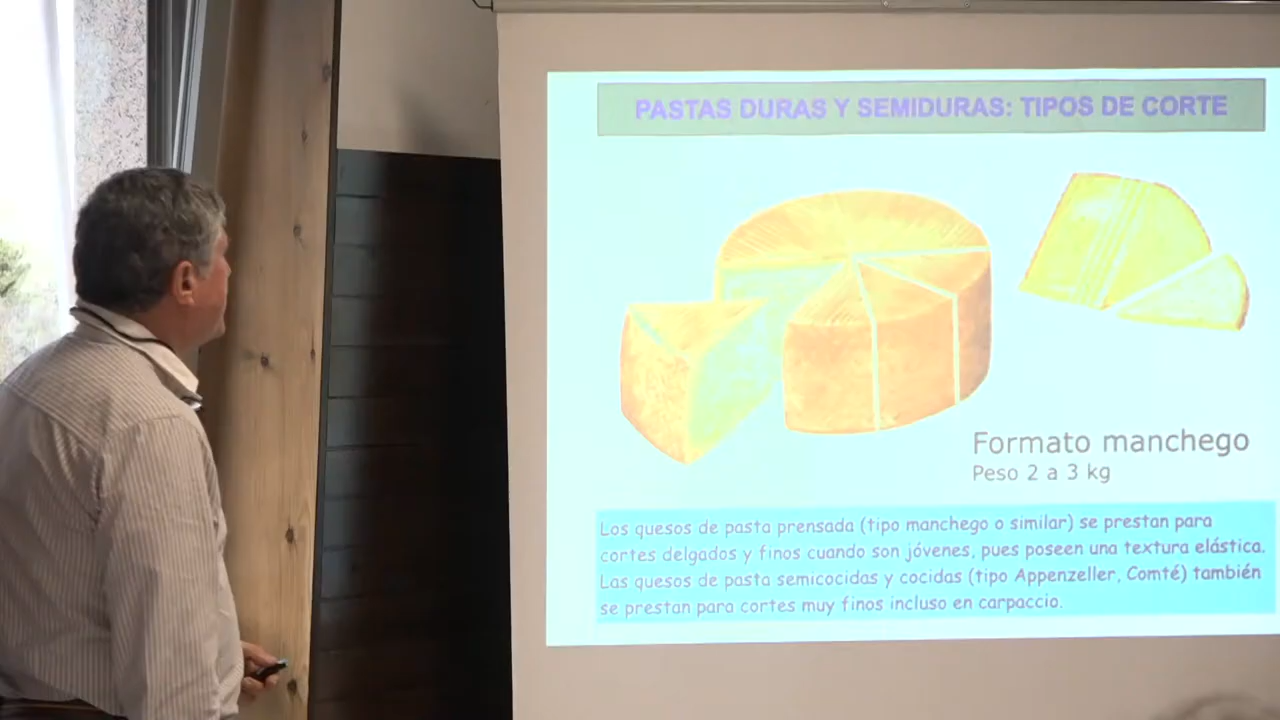 PASTAS DURAS Y SEMIDURAS: TIPOS DE CORTE
Formato manchego
Peso 2 a 3 kg
Los quesos de pasta prensada (tipo manchego o similar) se prestan para
cortes delgados y finos cuando son jóvenes, pues poseen una textura elástica.
Las quesos de pasta semicocidas y cocidas (tipo Appenzeller, Comté) también
se prestan para cortes muy finos incluso en carpaccio.